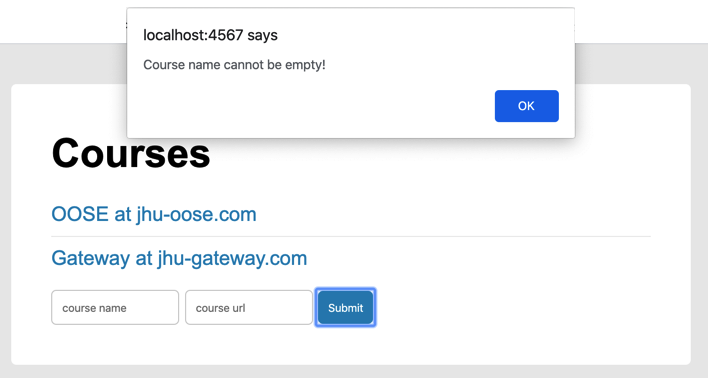 localhost:4567 says
Course name cannot be empty!
OK
Courses
OOSE at jhu-oose.com
Gateway at jhu-gateway.com
course name course url Submit